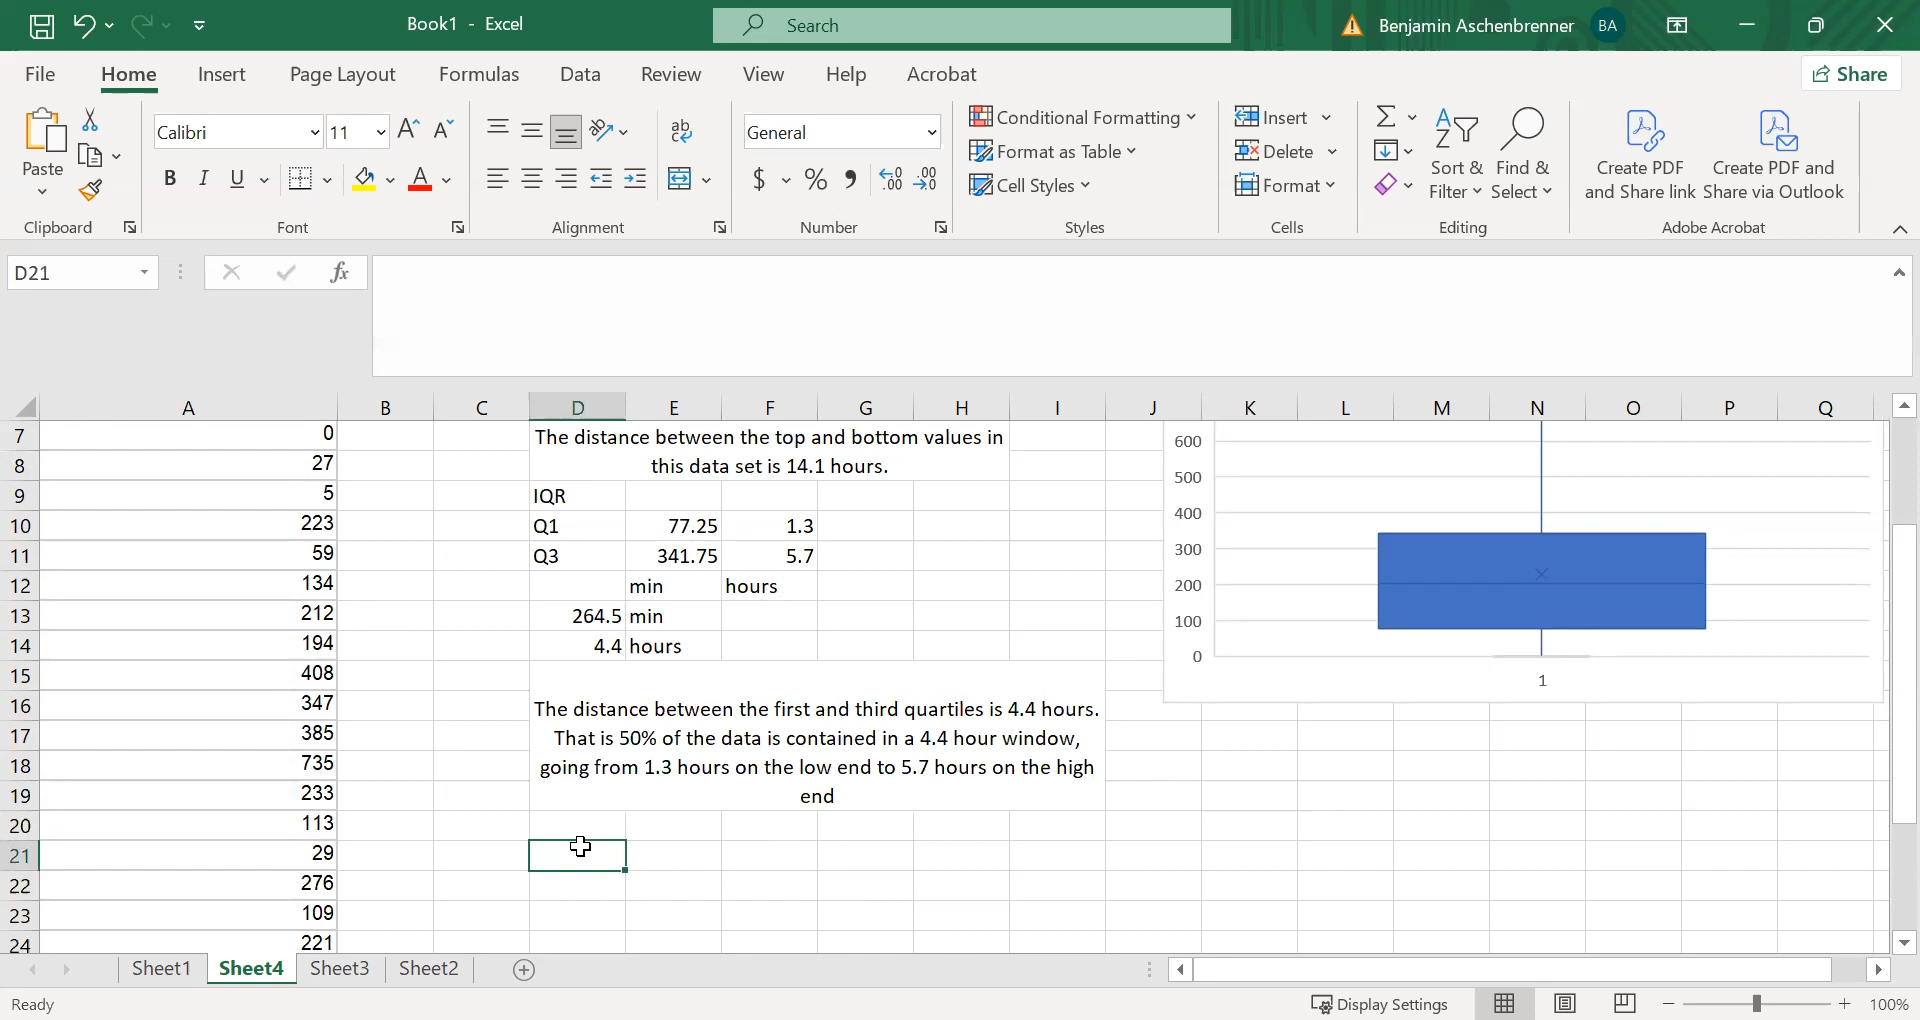 Book1 - Excel
Search
Benjamin Aschenbrenner
BA
File
Home
Insert
Page Layout
Formulas
Data
Review
View
Help
Acrobat
Share
Paste
Calibri
11
B I U
A
ab
c
General
$ % 9
.00
.00
Conditional Formatting
Format as Table
Cell Styles
Insert
Delete
Format
Sort &
Filter
Find &
Select
Create PDF
and Share link
Create PDF and
Share via Outlook
Clipboard
Font
Alignment
Number
Styles
Cells
Editing
Adobe Acrobat
D21
fx
A B C D E F G H I J K L M N O P Q
7 0 The distance between the top and bottom values in
8 27 this data set is 14.1 hours.
9 5 IQR
10 223 Q1 77.25 1.3
11 59 Q3 341.75 5.7
12 134 min hours
13 212 264.5 min
14 194 4.4 hours
15 408
16 347 The distance between the first and third quartiles is 4.4 hours.
17 385 That is 50% of the data is contained in a 4.4 hour window,
18 735 going from 1.3 hours on the low end to 5.7 hours on the high
19 233 end
20 113
21 29
22 276
23 109
24 221
600
500
400
300
200
100
0
1
Sheet1
Sheet4
Sheet3
Sheet2
Ready
Display Settings
100%